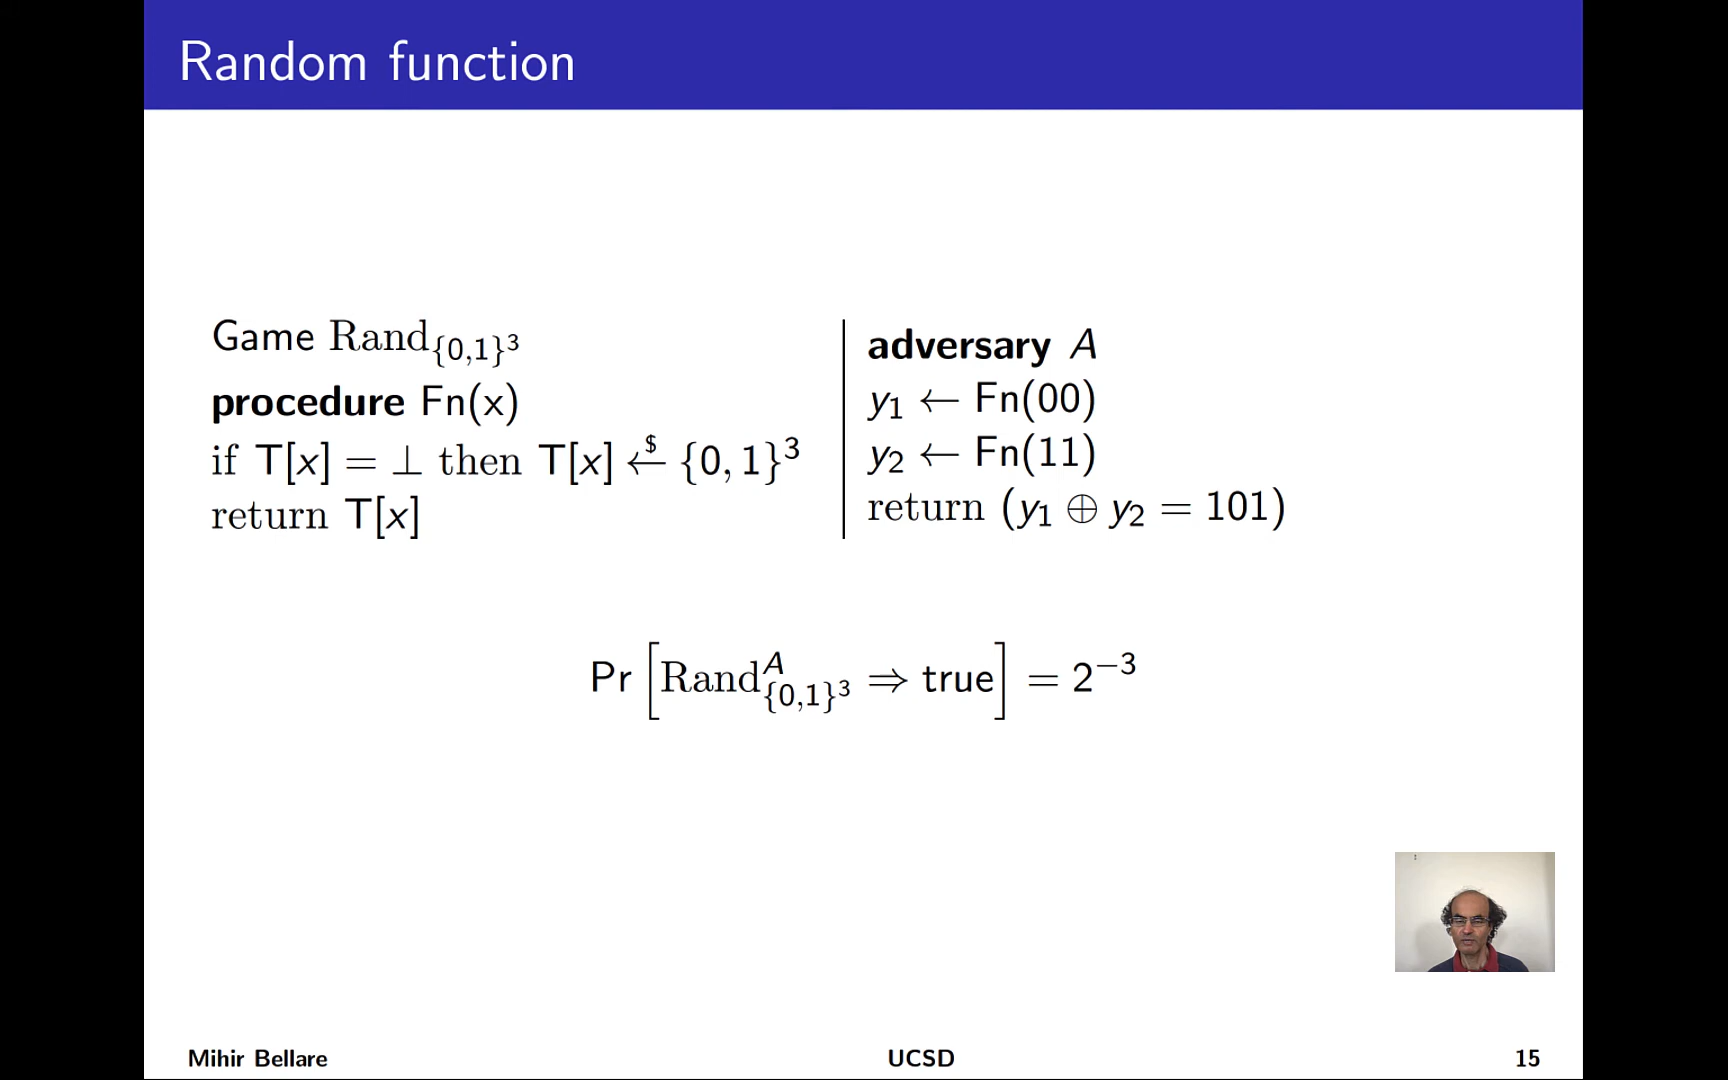 Random function
Game Rand_{0,1}³
procedure Fn(x)
if T[x] = ⊥ then T[x] ←$ {0, 1}³
return T[x]
adversary A
y₁ ← Fn(00)
y₂ ← Fn(11)
return (y₁ ⊕ y₂ = 101)
Pr [Rand^A_{0,1}³ ⇒ true] = 2⁻³
Mihir Bellare UCSD 15